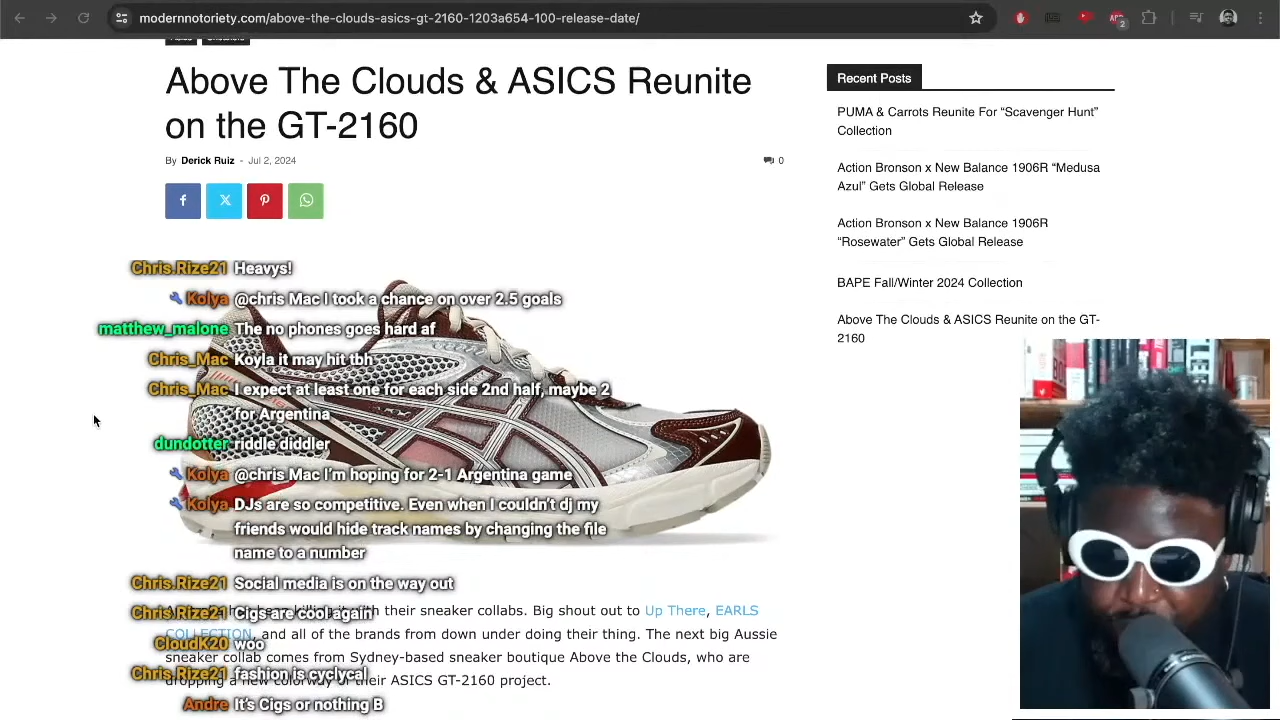 modernnotoriety.com/above-the-clouds-asics-gt-2160-1203a654-100-release-date/
2
Above The Clouds & ASICS Reunite
on the GT-2160
By Derick Ruiz - Jul 2, 2024
0
Recent Posts
PUMA & Carrots Reunite For “Scavenger Hunt”
Collection
Action Bronson x New Balance 1906R “Medusa
Azul” Gets Global Release
Action Bronson x New Balance 1906R
“Rosewater” Gets Global Release
BAPE Fall/Winter 2024 Collection
Above The Clouds & ASICS Reunite on the GT-
2160
Chris.Rize21 Heavys!
Kolya @chris Mac I took a chance on over 2.5 goals
matthew_malone The no phones goes hard af
Chris_Mac Koyla it may hit tbh
Chris_Mac I expect at least one for each side 2nd half, maybe 2
for Argentina
dundotter riddle diddler
Kolya @chris Mac I’m hoping for 2-1 Argentina game
Kolya DJs are so competitive. Even when I couldn’t dj my
friends would hide track names by changing the file
name to a number
Chris.Rize21 Social media is on the way out
Chris.Rize21 Cigs are cool again
CloudK20 woo
Chris.Rize21 fashion is cyclycal
Andre It’s Cigs or nothing B
their sneaker collabs. Big shout out to Up There, EARLS
COLLECTION, and all of the brands from down under doing their thing. The next big Aussie
sneaker collab comes from Sydney-based sneaker boutique Above the Clouds, who are
dropping a new colorway of their ASICS GT-2160 project.